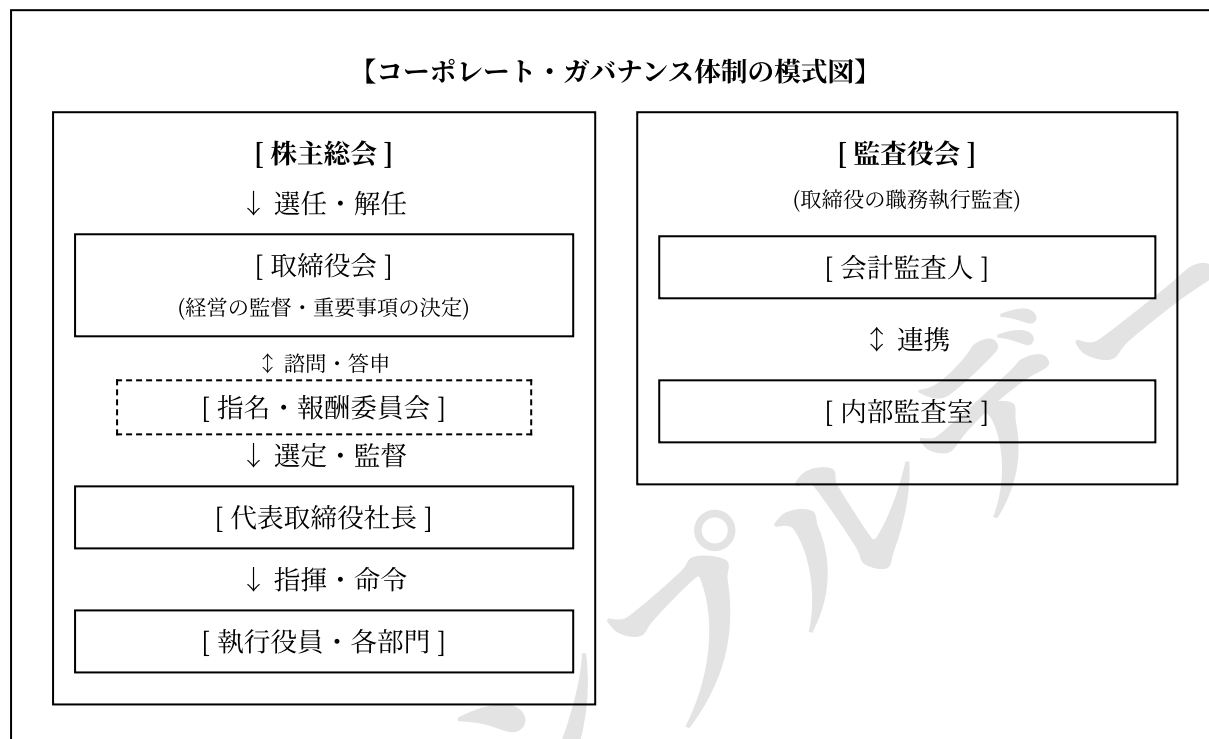 【コーポレート・ガバナンス体制の模式図】
[ 株主総会 ]
↓ 選任・解任
[ 取締役会 ]
(経営の監督・重要事項の決定)
↕ 諮問・答申
[ 指名・報酬委員会 ]
↓ 選定・監督
[ 代表取締役社長 ]
↓ 指揮・命令
[ 執行役員・各部門 ]
[ 監査役会 ]
(取締役の職務執行監査)
[ 会計監査人 ]
↕ 連携
[ 内部監査室 ]
ンプルデー